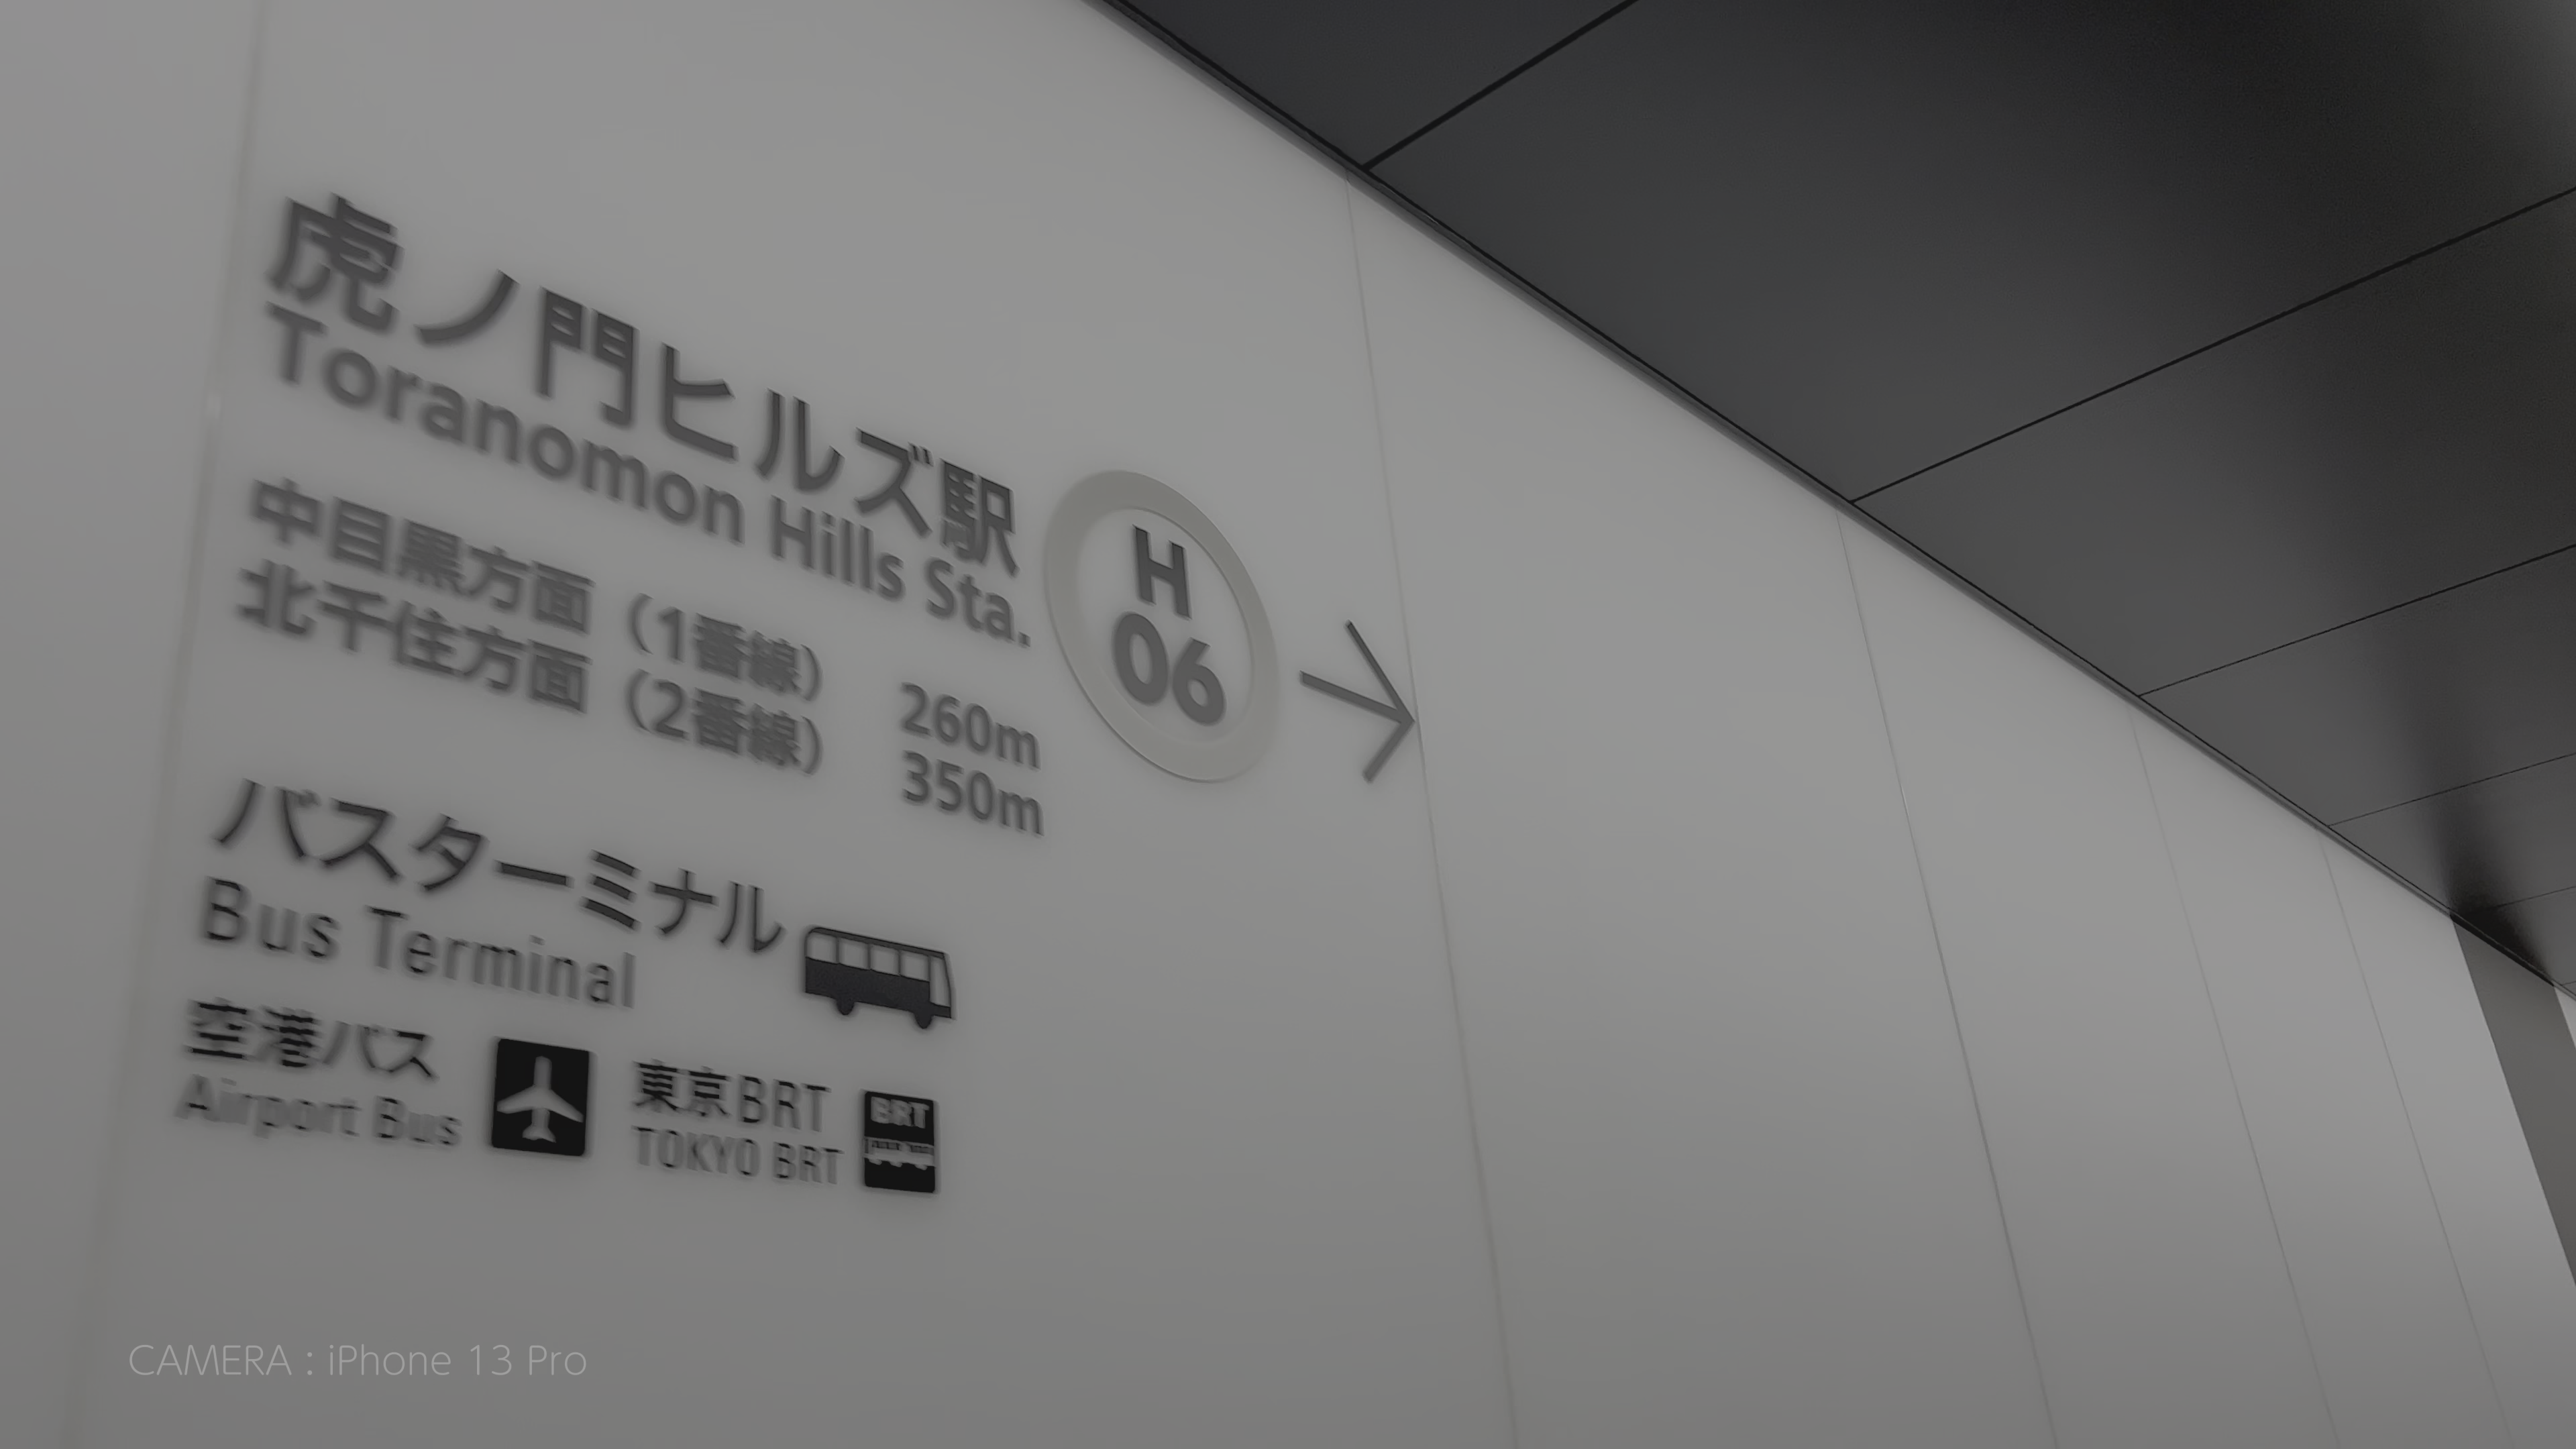 虎ノ門ヒルズ駅
Toranomon Hills Sta.
H
06
中目黒方面（1番線） 260m
北千住方面（2番線） 350m
バスターミナル
Bus Terminal
空港バス
Airport Bus
東京BRT
TOKYO BRT
BRT
CAMERA : iPhone 13 Pro